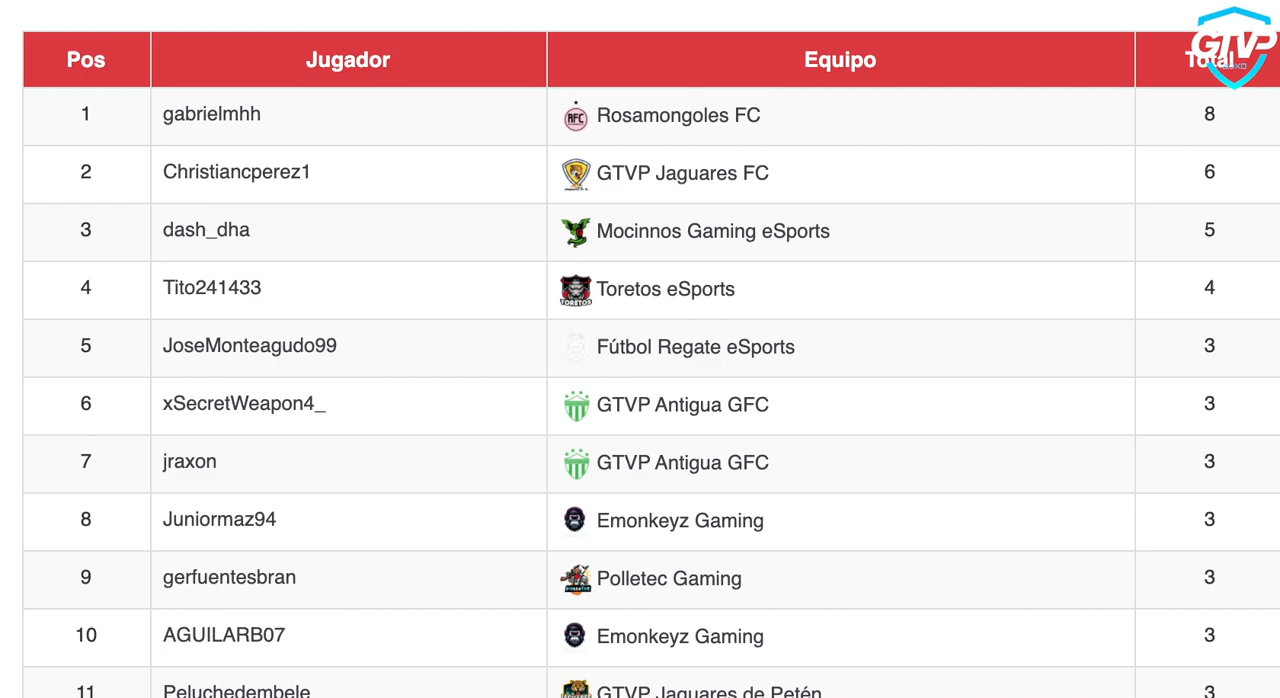 Pos Jugador Equipo Total
GTVP
1 gabrielmhh RFC Rosamongoles FC 8
2 Christiancperez1 GTVP Jaguares FC 6
3 dash_dha Mocinnos Gaming eSports 5
4 Tito241433 TORETOS Toretos eSports 4
5 JoseMonteagudo99 Fútbol Regate eSports 3
6 xSecretWeapon4_ GTVP Antigua GFC 3
7 jraxon GTVP Antigua GFC 3
8 Juniormaz94 Emonkeyz Gaming 3
9 gerfuentesbran Polletec Gaming 3
10 AGUILARB07 Emonkeyz Gaming 3
11 Peluchedembele GTVP Jaguares de Petén 3